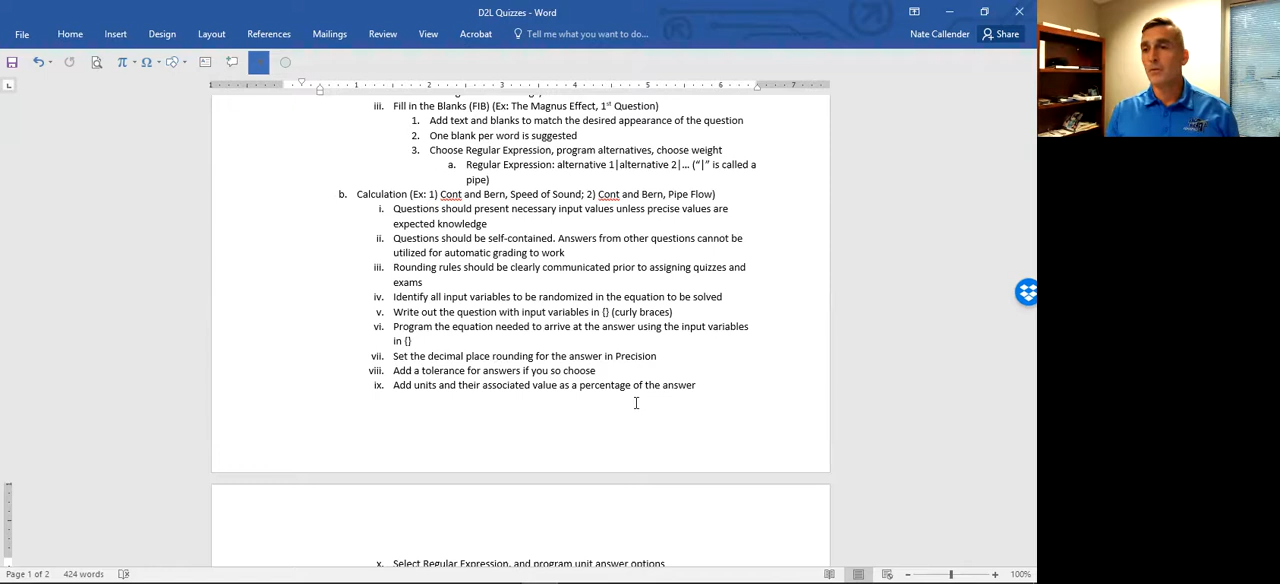 D2L Quizzes - Word
File Home Insert Design Layout References Mailings Review View Acrobat Tell me what you want to do... Nate Callender Share
1 1 2 3 4 5 6 7
iii. Fill in the Blanks (FIB) (Ex: The Magnus Effect, 1st Question)
1. Add text and blanks to match the desired appearance of the question
2. One blank per word is suggested
3. Choose Regular Expression, program alternatives, choose weight
a. Regular Expression: alternative 1|alternative 2|... (“|” is called a
pipe)
b. Calculation (Ex: 1) Cont and Bern, Speed of Sound; 2) Cont and Bern, Pipe Flow)
i. Questions should present necessary input values unless precise values are
expected knowledge
ii. Questions should be self-contained. Answers from other questions cannot be
utilized for automatic grading to work
iii. Rounding rules should be clearly communicated prior to assigning quizzes and
exams
iv. Identify all input variables to be randomized in the equation to be solved
v. Write out the question with input variables in {} (curly braces)
vi. Program the equation needed to arrive at the answer using the input variables
in {}
vii. Set the decimal place rounding for the answer in Precision
viii. Add a tolerance for answers if you so choose
ix. Add units and their associated value as a percentage of the answer
x. Select Regular Expression, and program unit answer options
Page 1 of 2 424 words 100%